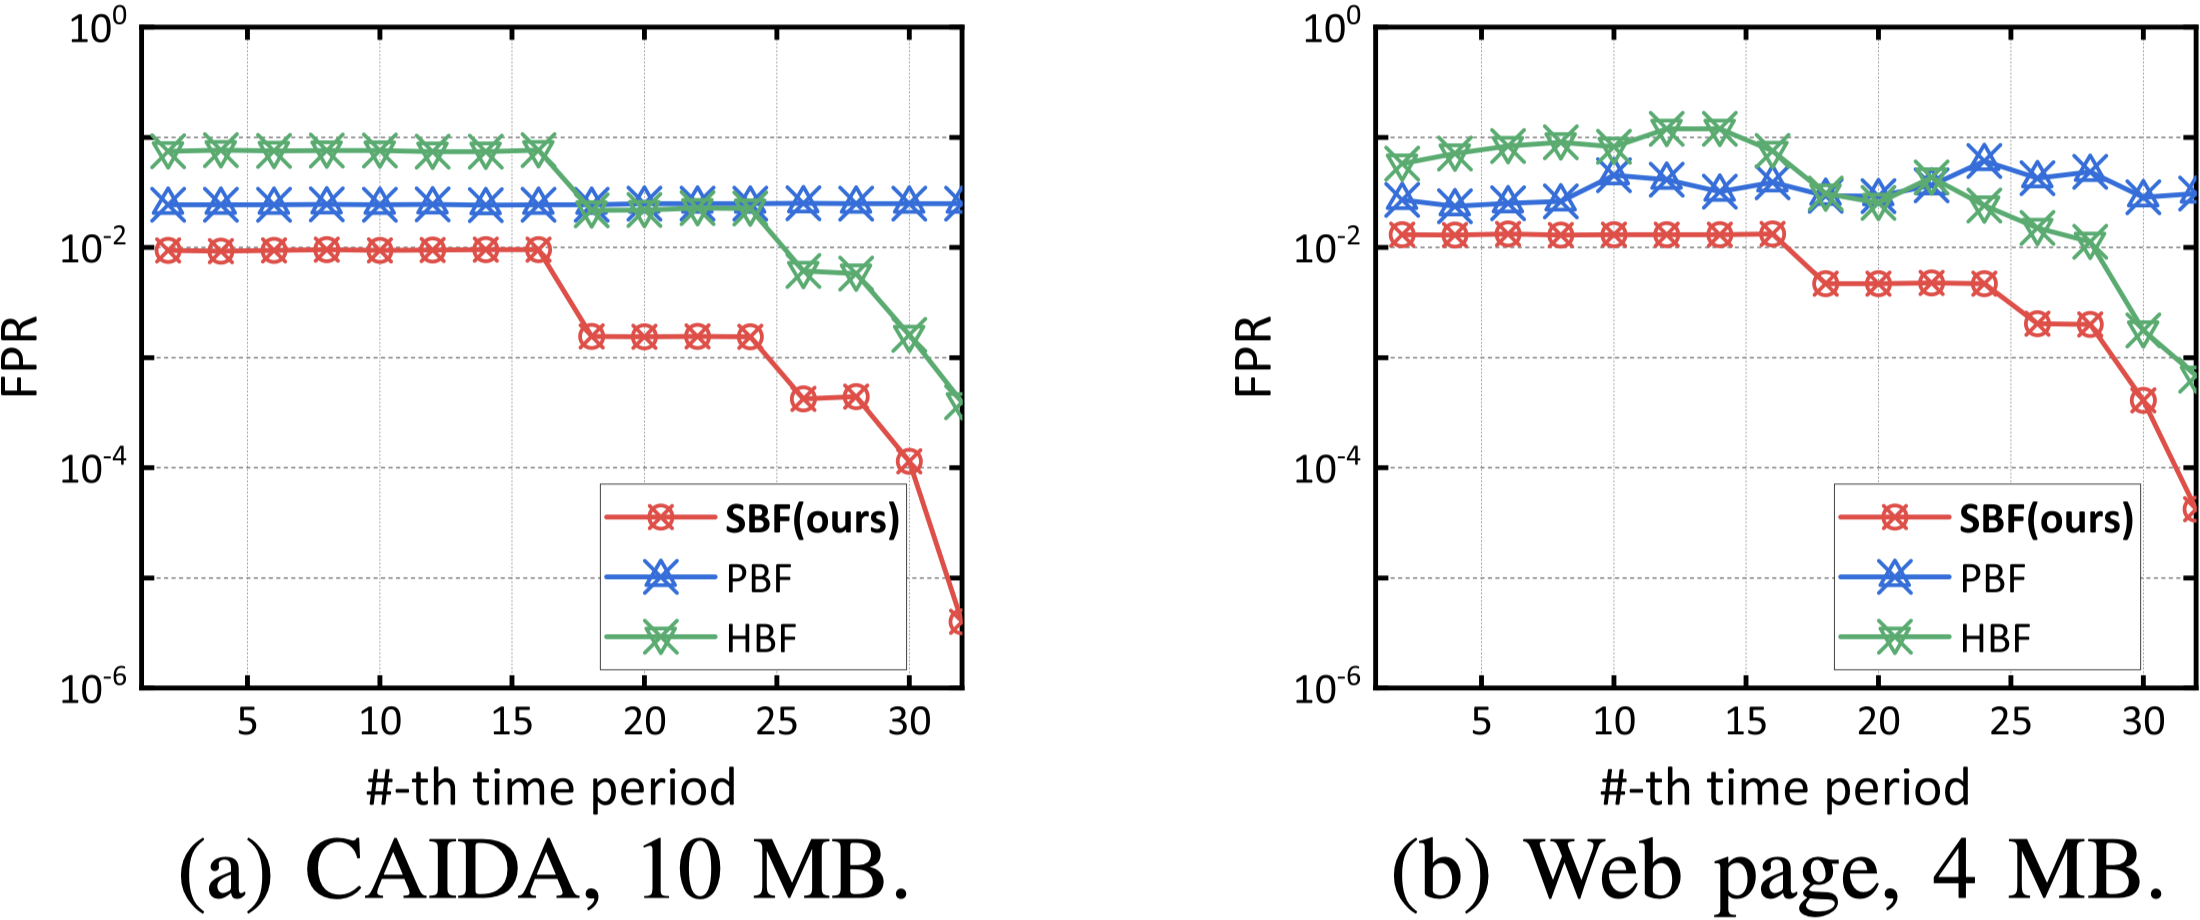 10^0
10^-2
10^-4
10^-6
FPR
SBF(ours)
PBF
HBF
5 10 15 20 25 30
#-th time period
(a) CAIDA, 10 MB.
10^0
10^-2
10^-4
10^-6
FPR
SBF(ours)
PBF
HBF
5 10 15 20 25 30
#-th time period
(b) Web page, 4 MB.